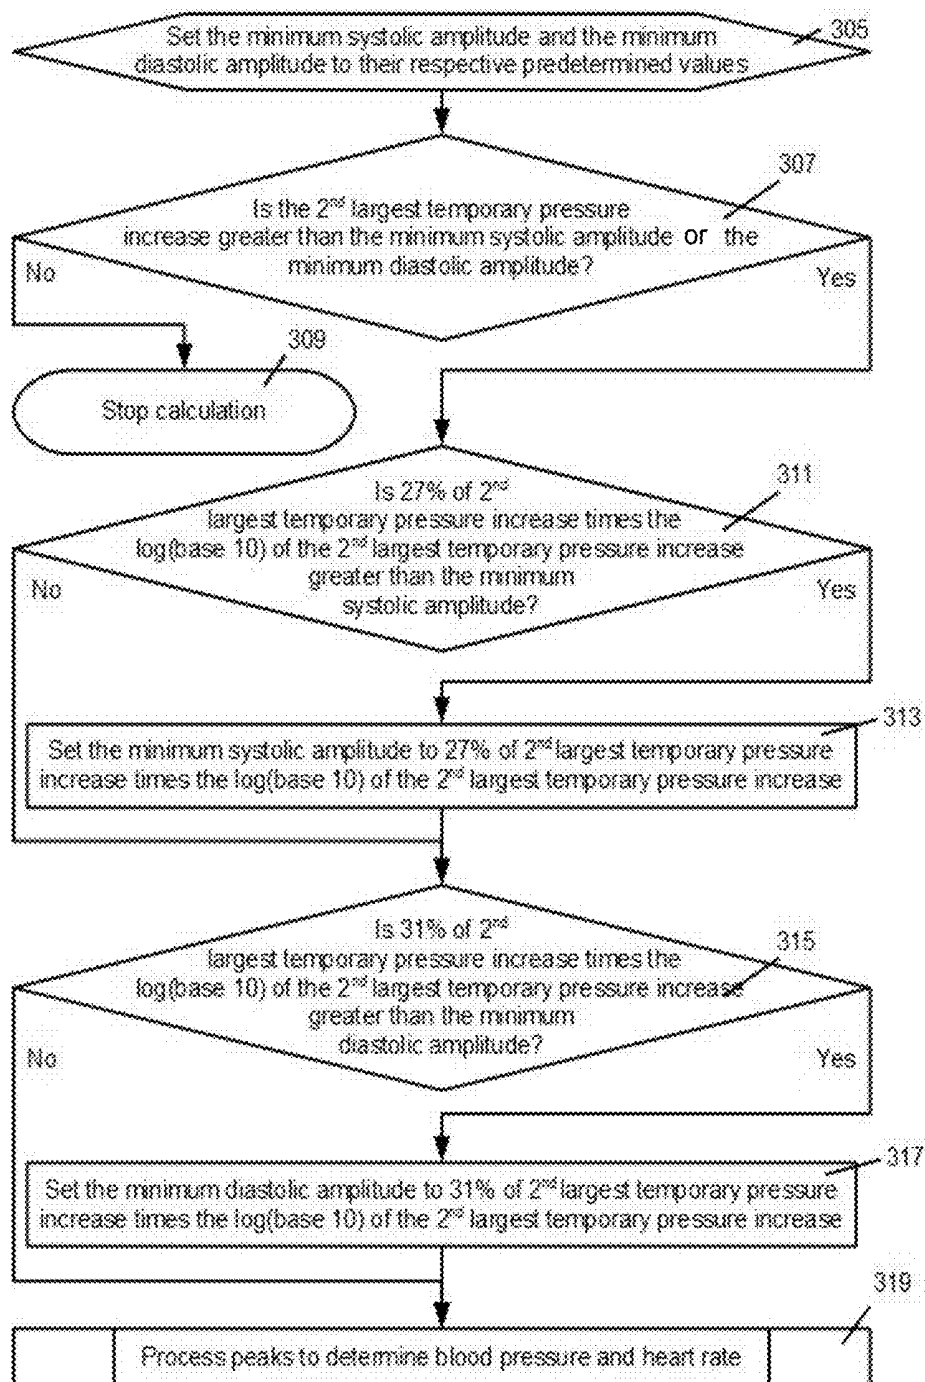 Set the minimum systolic amplitude and the minimum
diastolic amplitude to their respective predetermined values
305
307
Is the 2nd largest temporary pressure
increase greater than the minimum systolic amplitude or the
minimum diastolic amplitude?
No
Yes
309
Stop calculation
311
Is 27% of 2nd
largest temporary pressure increase times the
log(base 10) of the 2nd largest temporary pressure increase
greater than the minimum
systolic amplitude?
No
Yes
313
Set the minimum systolic amplitude to 27% of 2nd largest temporary pressure
increase times the log(base 10) of the 2nd largest temporary pressure increase
315
Is 31% of 2nd
largest temporary pressure increase times the
log(base 10) of the 2nd largest temporary pressure increase
greater than the minimum
diastolic amplitude?
No
Yes
317
Set the minimum diastolic amplitude to 31% of 2nd largest temporary pressure
increase times the log(base 10) of the 2nd largest temporary pressure increase
319
Process peaks to determine blood pressure and heart rate